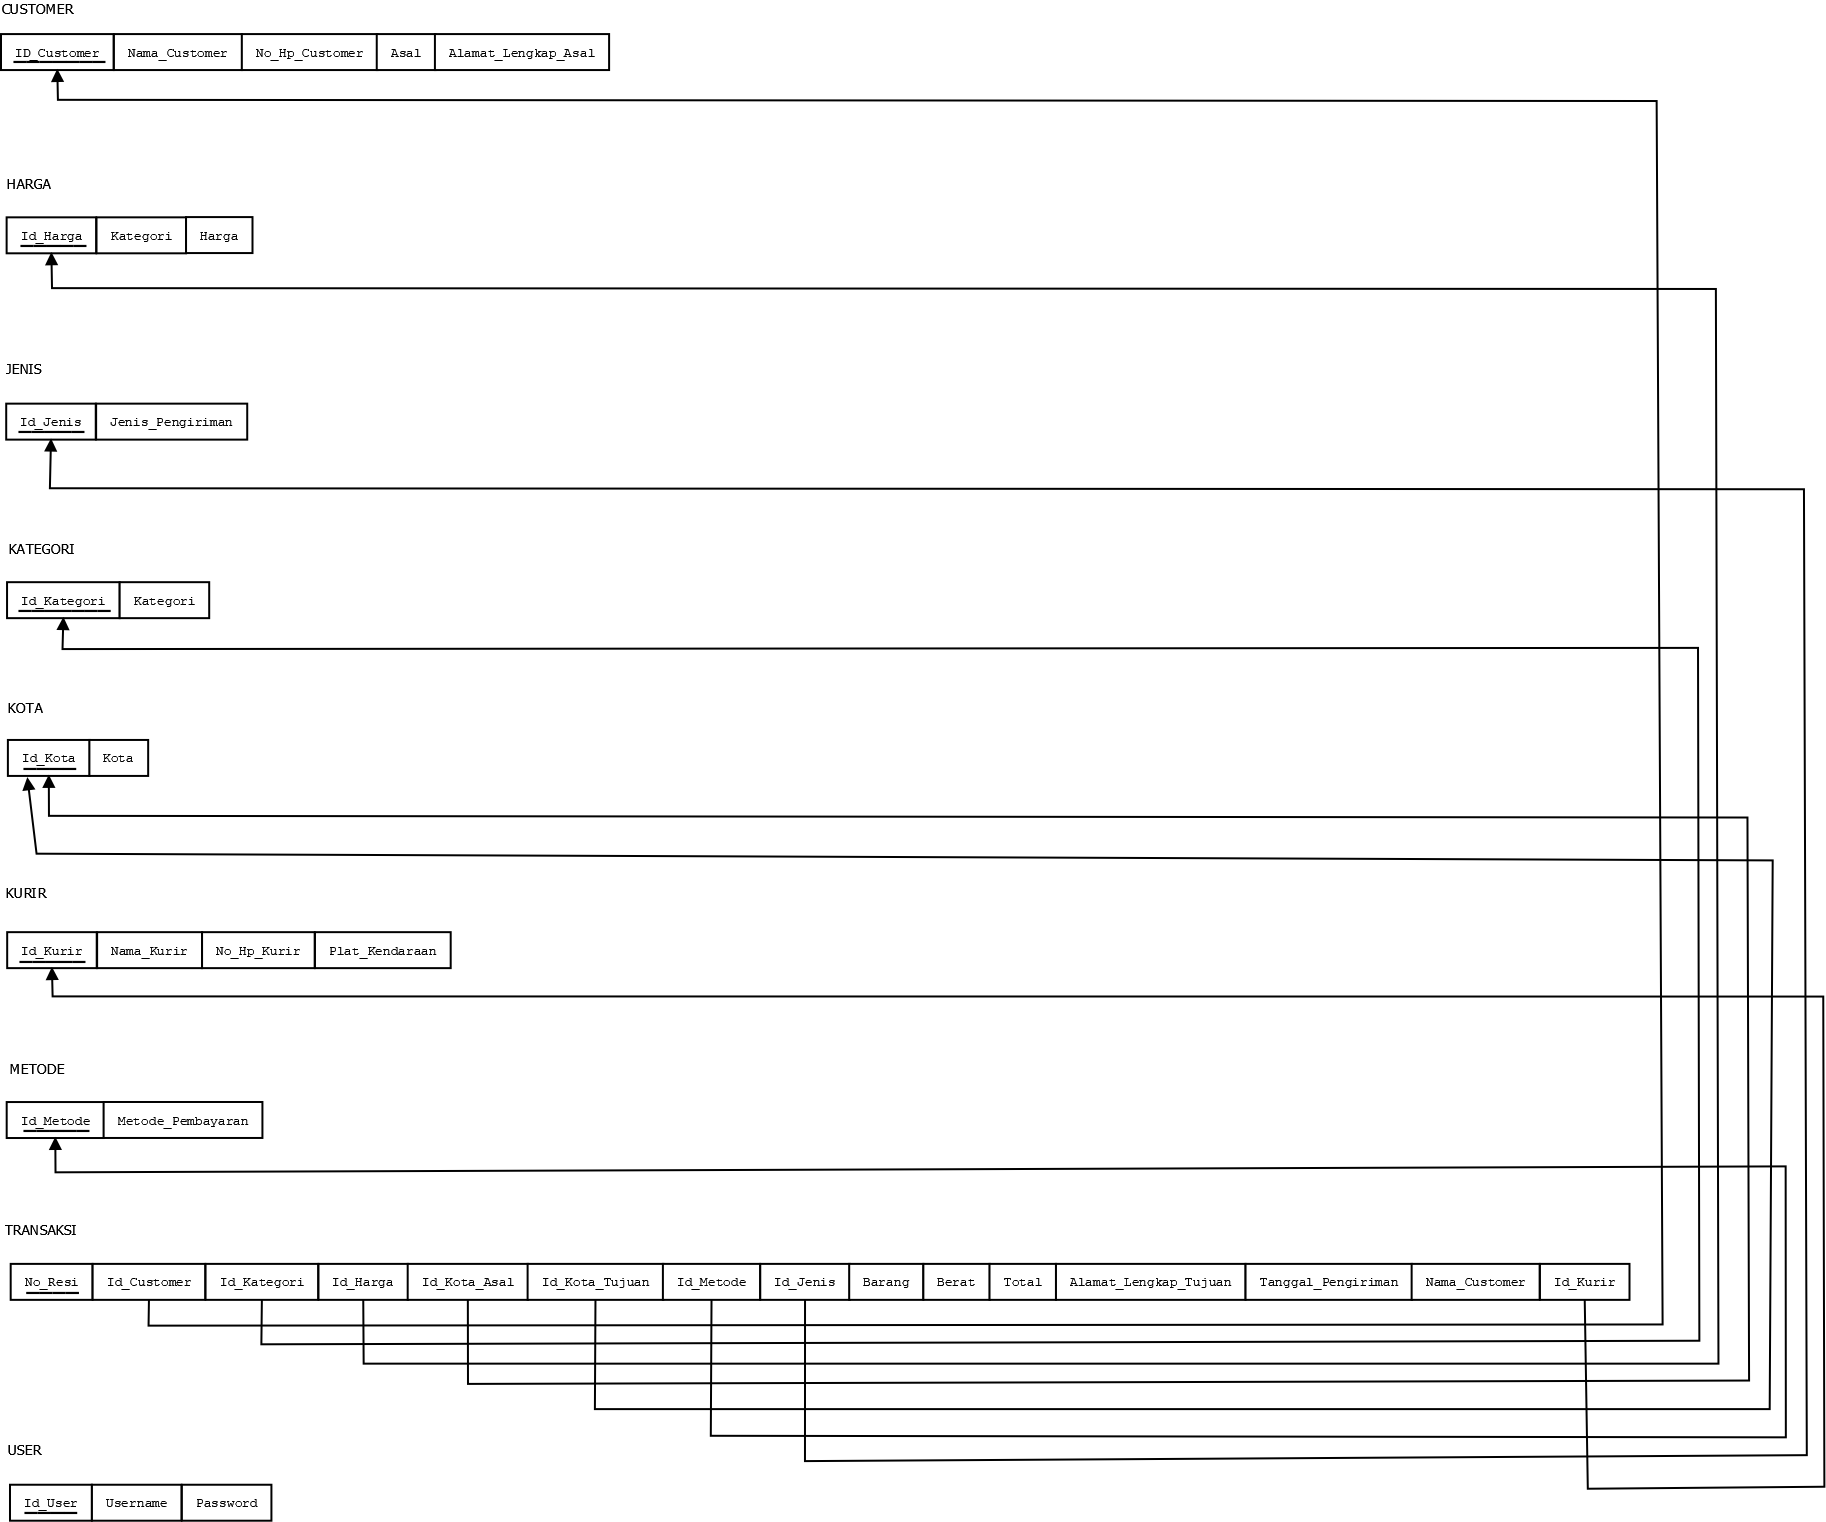 CUSTOMER
ID_Customer Nama_Customer No_Hp_Customer Asal Alamat_Lengkap_Asal
HARGA
Id_Harga Kategori Harga
JENIS
Id_Jenis Jenis_Pengiriman
KATEGORI
Id_Kategori Kategori
KOTA
Id_Kota Kota
KURIR
Id_Kurir Nama_Kurir No_Hp_Kurir Plat_Kendaraan
METODE
Id_Metode Metode_Pembayaran
TRANSAKSI
No_Resi Id_Customer Id_Kategori Id_Harga Id_Kota_Asal Id_Kota_Tujuan Id_Metode Id_Jenis Barang Berat Total Alamat_Lengkap_Tujuan Tanggal_Pengiriman Nama_Customer Id_Kurir
USER
Id_User Username Password